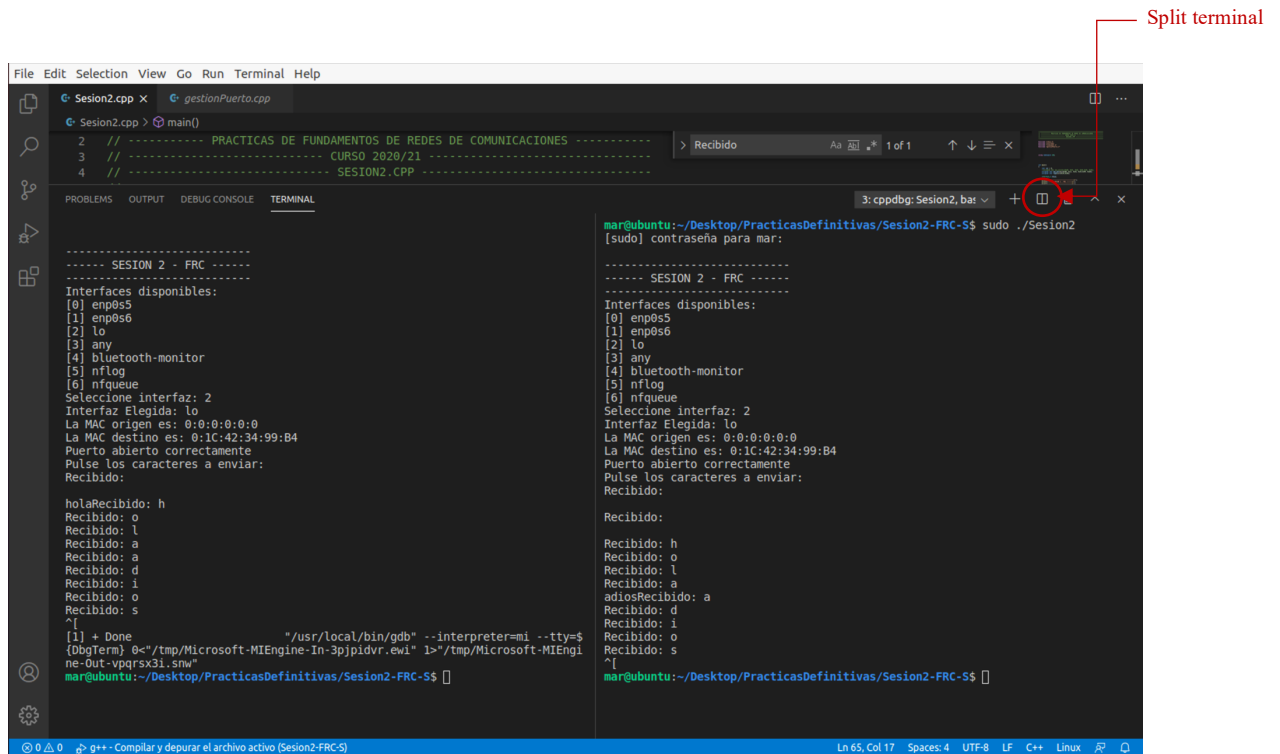 Split terminal
File Edit Selection View Go Run Terminal Help
Sesion2.cpp × gestionPuerto.cpp
Sesion2.cpp > main()
2 // ----------- PRACTICAS DE FUNDAMENTOS DE REDES DE COMUNICACIONES -----------
3 // ----------------------------- CURSO 2020/21 ----------------------------------
4 // ------------------------------ SESION2.CPP -----------------------------------
> Recibido Aa Abl .* 1 of 1
PROBLEMS OUTPUT DEBUG CONSOLE TERMINAL
3: cppdbg: Sesion2, bas
----------------------------
------ SESION 2 - FRC ------
----------------------------
Interfaces disponibles:
[0] enp0s5
[1] enp0s6
[2] lo
[3] any
[4] bluetooth-monitor
[5] nflog
[6] nfqueue
Seleccione interfaz: 2
Interfaz Elegida: lo
La MAC origen es: 0:0:0:0:0:0
La MAC destino es: 0:1C:42:34:99:B4
Puerto abierto correctamente
Pulse los caracteres a enviar:
Recibido:
holaRecibido: h
Recibido: o
Recibido: l
Recibido: a
Recibido: a
Recibido: d
Recibido: i
Recibido: o
Recibido: s
^[
[1] + Done "/usr/local/bin/gdb" --interpreter=mi --tty=$
{DbgTerm} 0<"/tmp/Microsoft-MIEngine-In-3pjpidvr.ewi" 1>"/tmp/Microsoft-MIEngi
ne-Out-vpqrsx3i.snw"
mar@ubuntu:~/Desktop/PracticasDefinitivas/Sesion2-FRC-S$
mar@ubuntu:~/Desktop/PracticasDefinitivas/Sesion2-FRC-S$ sudo ./Sesion2
[sudo] contraseña para mar:
----------------------------
------ SESION 2 - FRC ------
----------------------------
Interfaces disponibles:
[0] enp0s5
[1] enp0s6
[2] lo
[3] any
[4] bluetooth-monitor
[5] nflog
[6] nfqueue
Seleccione interfaz: 2
Interfaz Elegida: lo
La MAC origen es: 0:0:0:0:0:0
La MAC destino es: 0:1C:42:34:99:B4
Puerto abierto correctamente
Pulse los caracteres a enviar:
Recibido:
Recibido:
Recibido: h
Recibido: o
Recibido: l
Recibido: a
adiosRecibido: a
Recibido: d
Recibido: i
Recibido: o
Recibido: s
^[
mar@ubuntu:~/Desktop/PracticasDefinitivas/Sesion2-FRC-S$
0 0 g++ - Compilar y depurar el archivo activo (Sesion2-FRC-S)
Ln 65, Col 17 Spaces: 4 UTF-8 LF C++ Linux